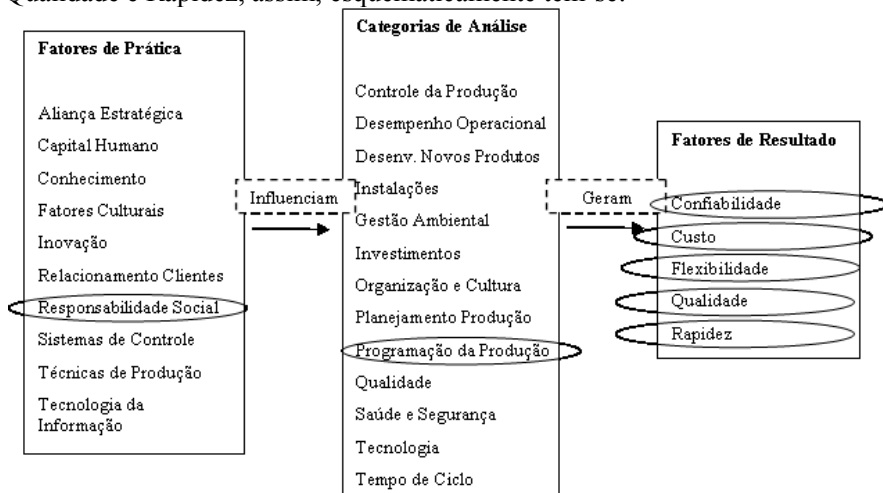 Qualidade e Rapidez, assim, esquematicamente tem-se:
Fatores de Prática
Aliança Estratégica
Capital Humano
Conhecimento
Fatores Culturais
Inovação
Relacionamento Clientes
Responsabilidade Social
Sistemas de Controle
Técnicas de Produção
Tecnologia da
Informação
Influenciam
Categorias de Análise
Controle da Produção
Desempenho Operacional
Desenv. Novos Produtos
Instalações
Gestão Ambiental
Investimentos
Organização e Cultura
Planejamento Produção
Programação da Produção
Qualidade
Saúde e Segurança
Tecnologia
Tempo de Ciclo
Geram
Fatores de Resultado
Confiabilidade
Custo
Flexibilidade
Qualidade
Rapidez